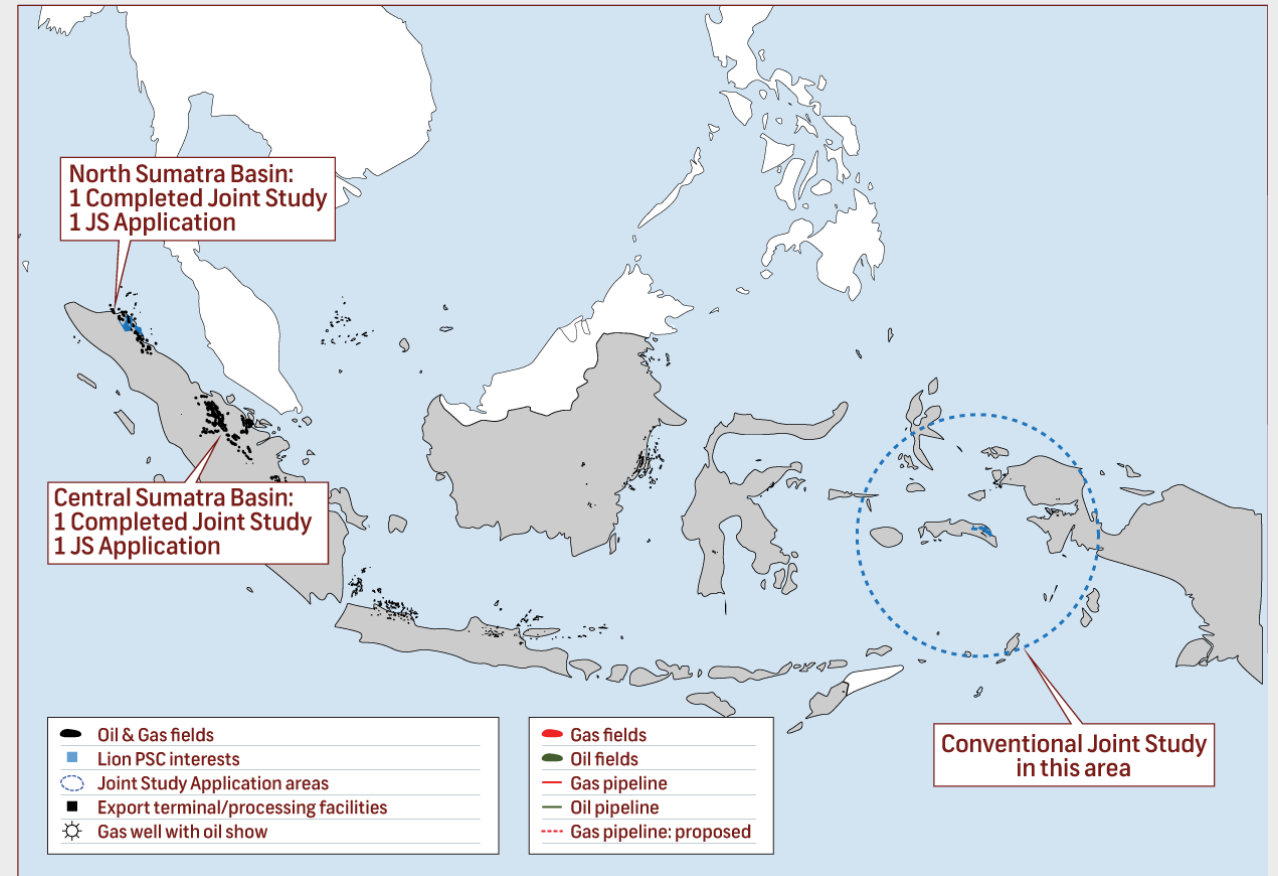 North Sumatra Basin:
1 Completed Joint Study
1 JS Application
Central Sumatra Basin:
1 Completed Joint Study
1 JS Application
Conventional Joint Study
in this area
Oil & Gas fields
Lion PSC interests
Joint Study Application areas
Export terminal/processing facilities
Gas well with oil show
Gas fields
Oil fields
Gas pipeline
Oil pipeline
Gas pipeline: proposed